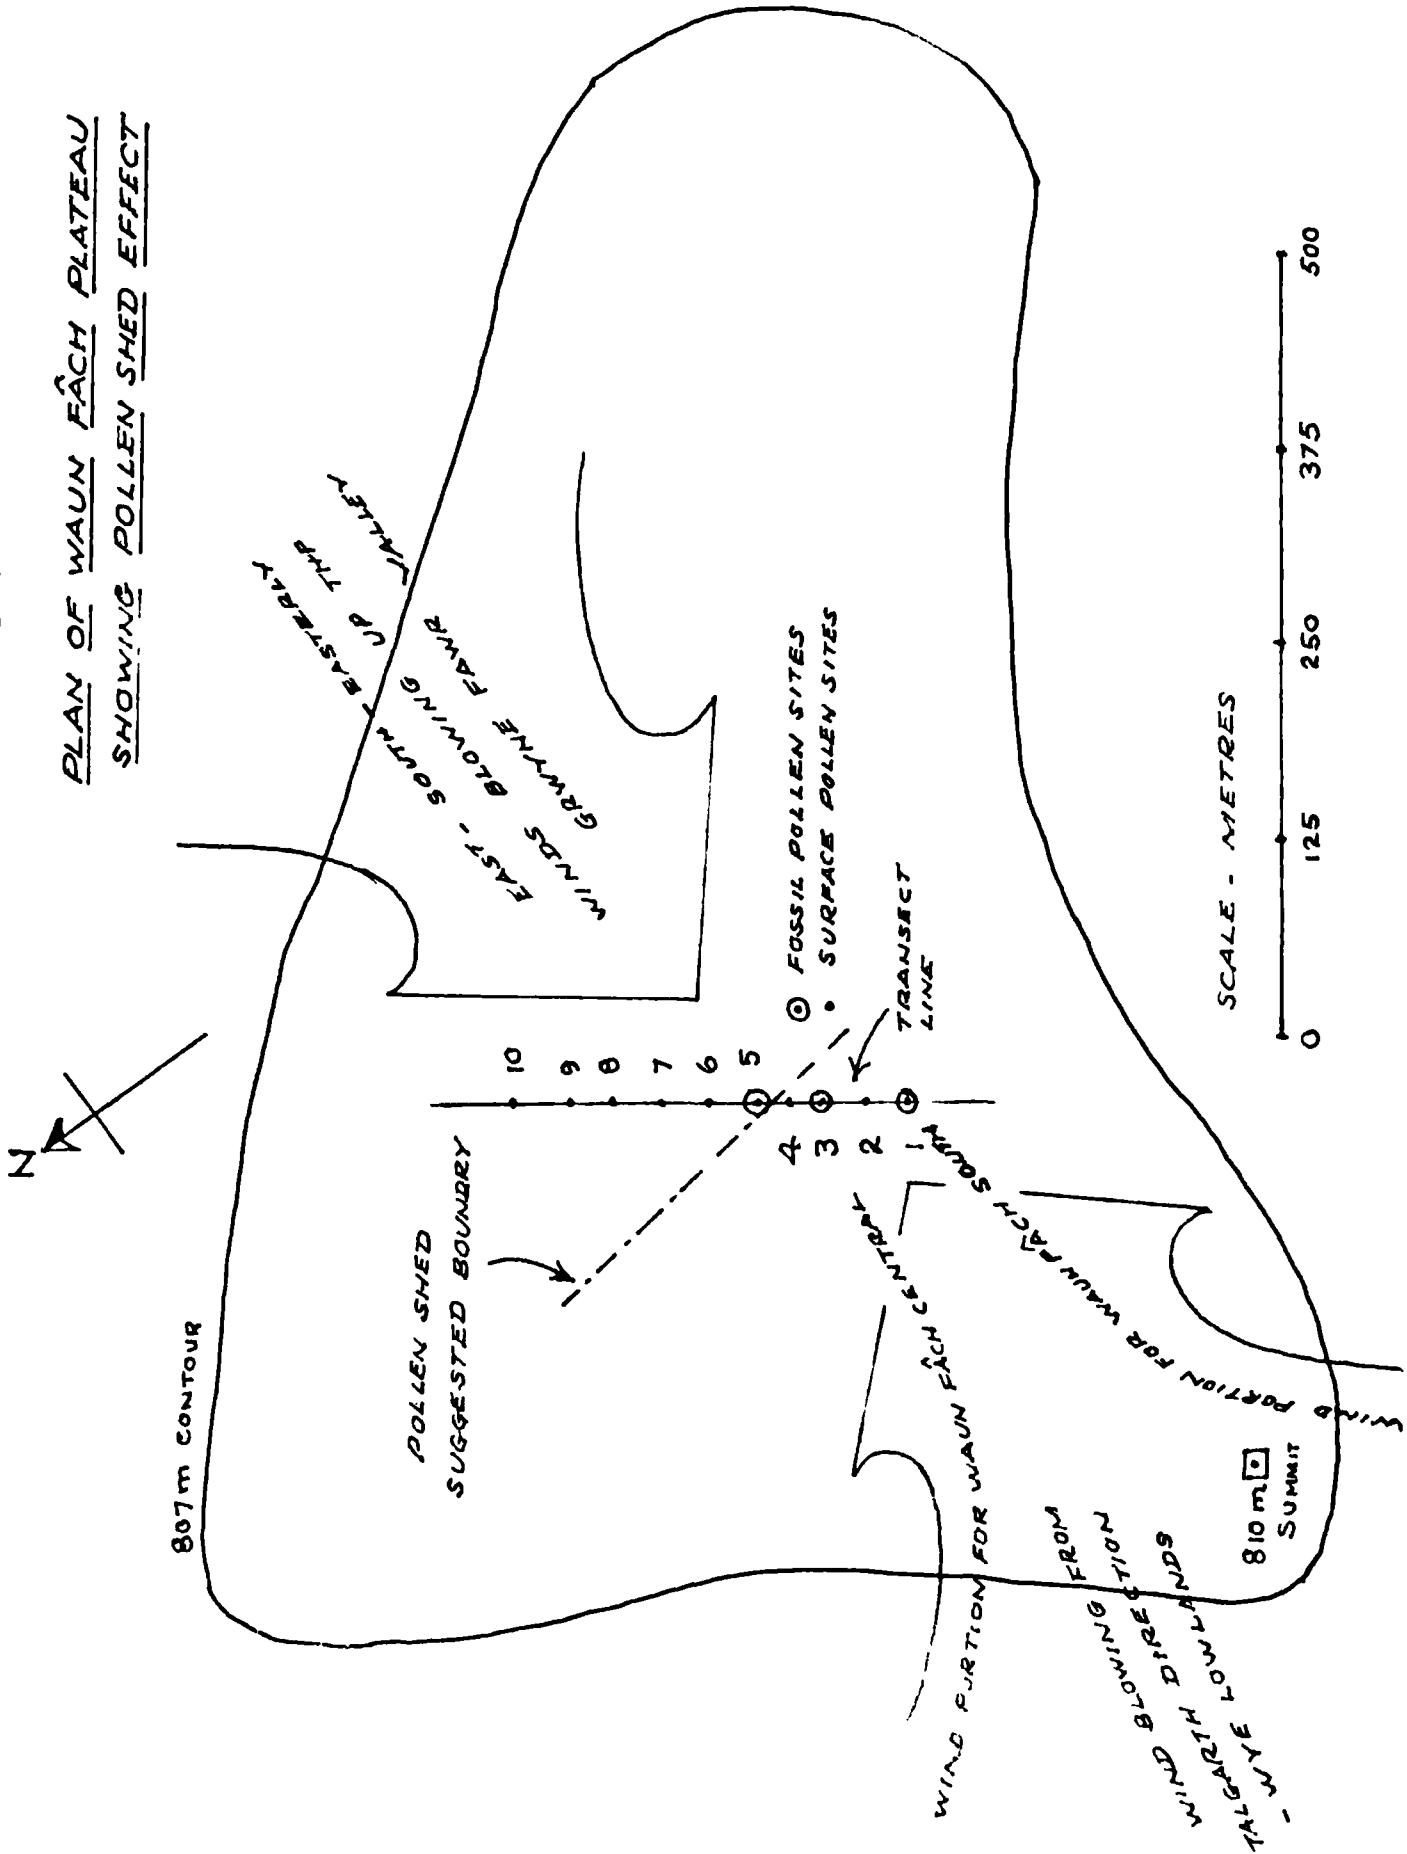 PLAN OF WAUN FÂCH PLATEAU
SHOWING POLLEN SHED EFFECT
N
807m CONTOUR
EAST - SOUTH EASTERLY
WINDS BLOWING UP THP
GRWYNE FAWR VALLEY
POLLEN SHED
SUGGESTED BOUNDRY
10
9
8
7
6
5
4
3
2
1
FOSSIL POLLEN SITES
SURFACE POLLEN SITES
TRANSECT
LINE
WIND PORTION FOR WAUN FÂCH CENTRAL
WIND PORTION FOR WAUN FÂCH SOUTH
WIND BLOWING FROM
TALGARTH DIRECTION
- WYE LOWLANDS
810m
SUMMIT
SCALE - METRES
0 125 250 375 500